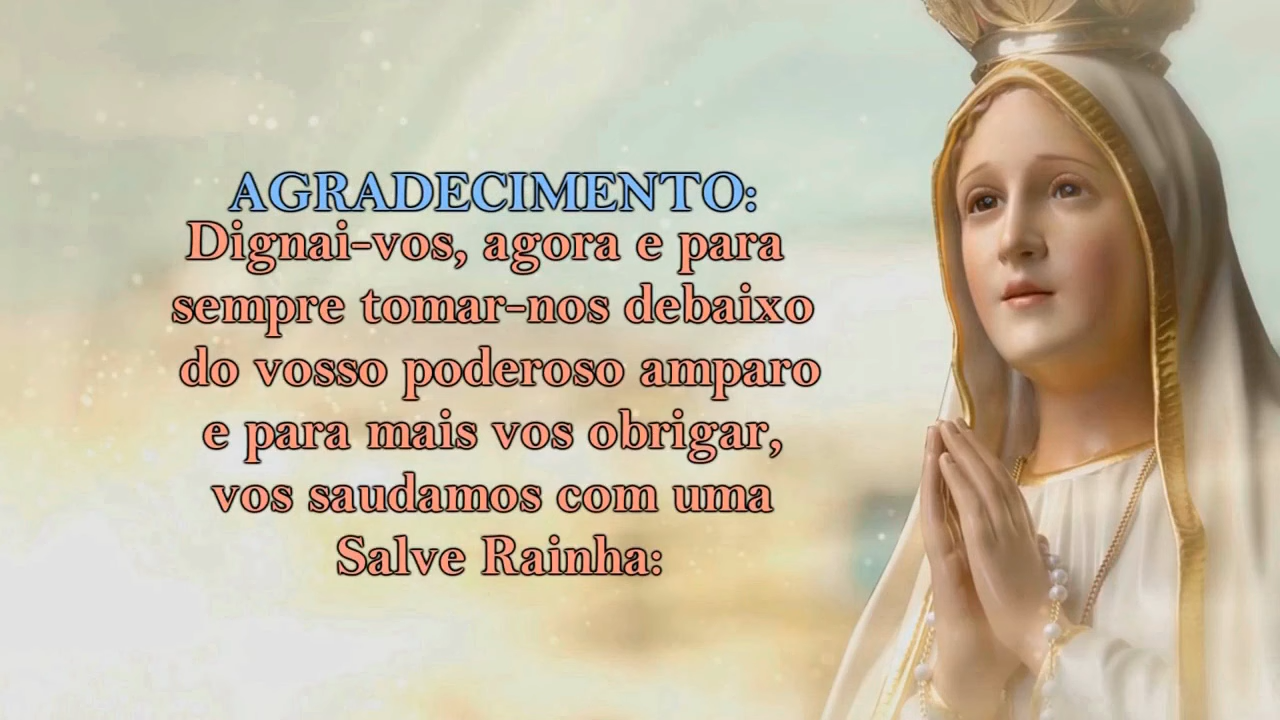 AGRADECIMENTO:
Dignai-vos, agora e para
sempre tomar-nos debaixo
do vosso poderoso amparo
e para mais vos obrigar,
vos saudamos com uma
Salve Rainha: